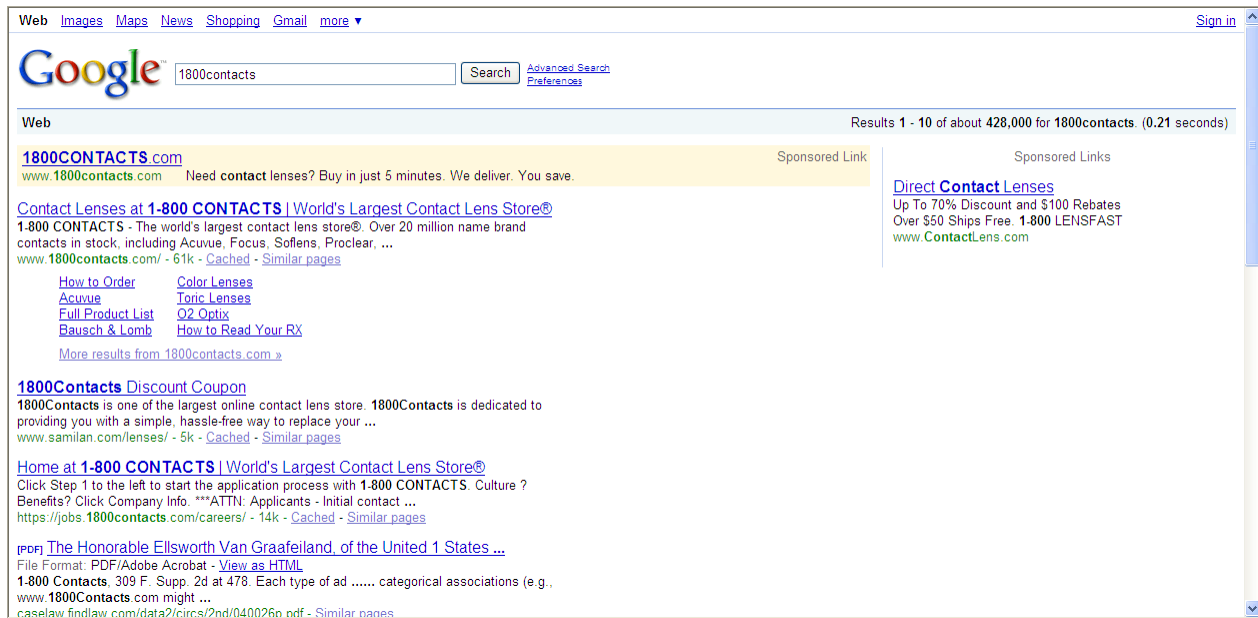 Web Images Maps News Shopping Gmail more ▼ Sign in
Google™ 1800contacts Search Advanced Search
Preferences
Web Results 1 - 10 of about 428,000 for 1800contacts. (0.21 seconds)
1800CONTACTS.com Sponsored Link
www.1800contacts.com Need contact lenses? Buy in just 5 minutes. We deliver. You save.
Contact Lenses at 1-800 CONTACTS | World's Largest Contact Lens Store®
1-800 CONTACTS - The world's largest contact lens store®. Over 20 million name brand
contacts in stock, including Acuvue, Focus, Soflens, Proclear, ...
www.1800contacts.com/ - 61k - Cached - Similar pages
How to Order Color Lenses
Acuvue Toric Lenses
Full Product List O2 Optix
Bausch & Lomb How to Read Your RX
More results from 1800contacts.com »
1800Contacts Discount Coupon
1800Contacts is one of the largest online contact lens store. 1800Contacts is dedicated to
providing you with a simple, hassle-free way to replace your ...
www.samilan.com/lenses/ - 5k - Cached - Similar pages
Home at 1-800 CONTACTS | World's Largest Contact Lens Store®
Click Step 1 to the left to start the application process with 1-800 CONTACTS. Culture ?
Benefits? Click Company Info. ***ATTN: Applicants - Initial contact ...
https://jobs.1800contacts.com/careers/ - 14k - Cached - Similar pages
[PDF] The Honorable Ellsworth Van Graafeiland, of the United 1 States ...
File Format: PDF/Adobe Acrobat - View as HTML
1-800 Contacts, 309 F. Supp. 2d at 478. Each type of ad ...... categorical associations (e.g.,
www.1800Contacts.com might ...
caselaw.findlaw.com/data2/circs/2nd/040026p.pdf - Similar pages
Sponsored Links
Direct Contact Lenses
Up To 70% Discount and $100 Rebates
Over $50 Ships Free. 1-800 LENSFAST
www.ContactLens.com